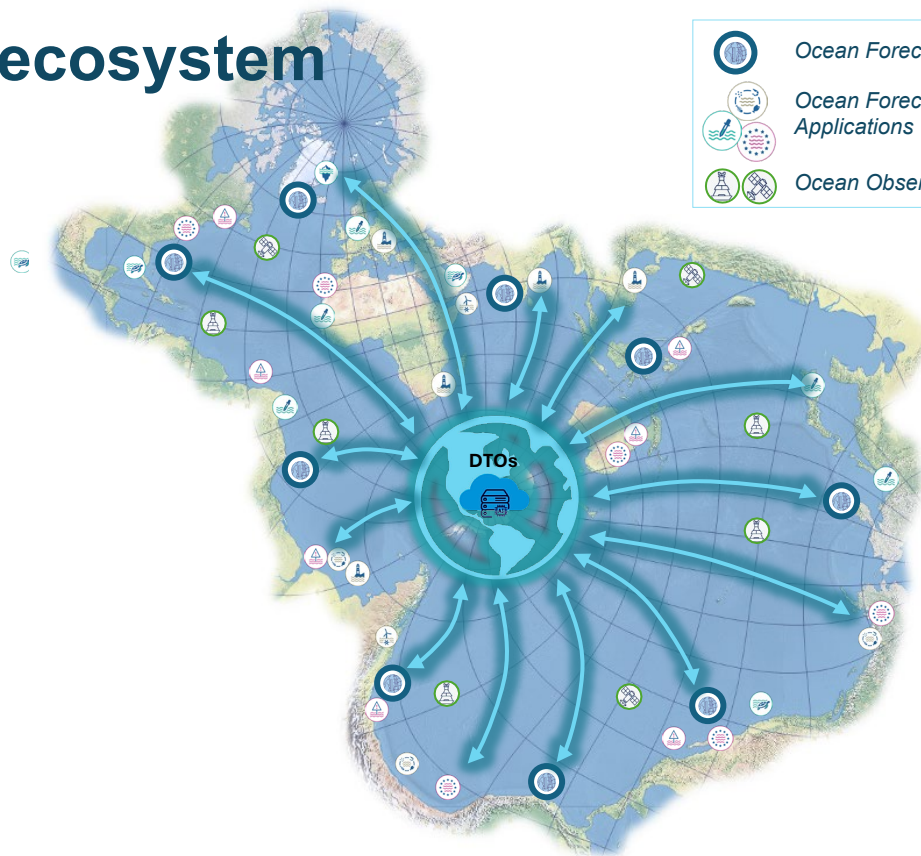 ecosystem
Ocean Forec
Ocean Forec
Applications
Ocean Obser
DTOs